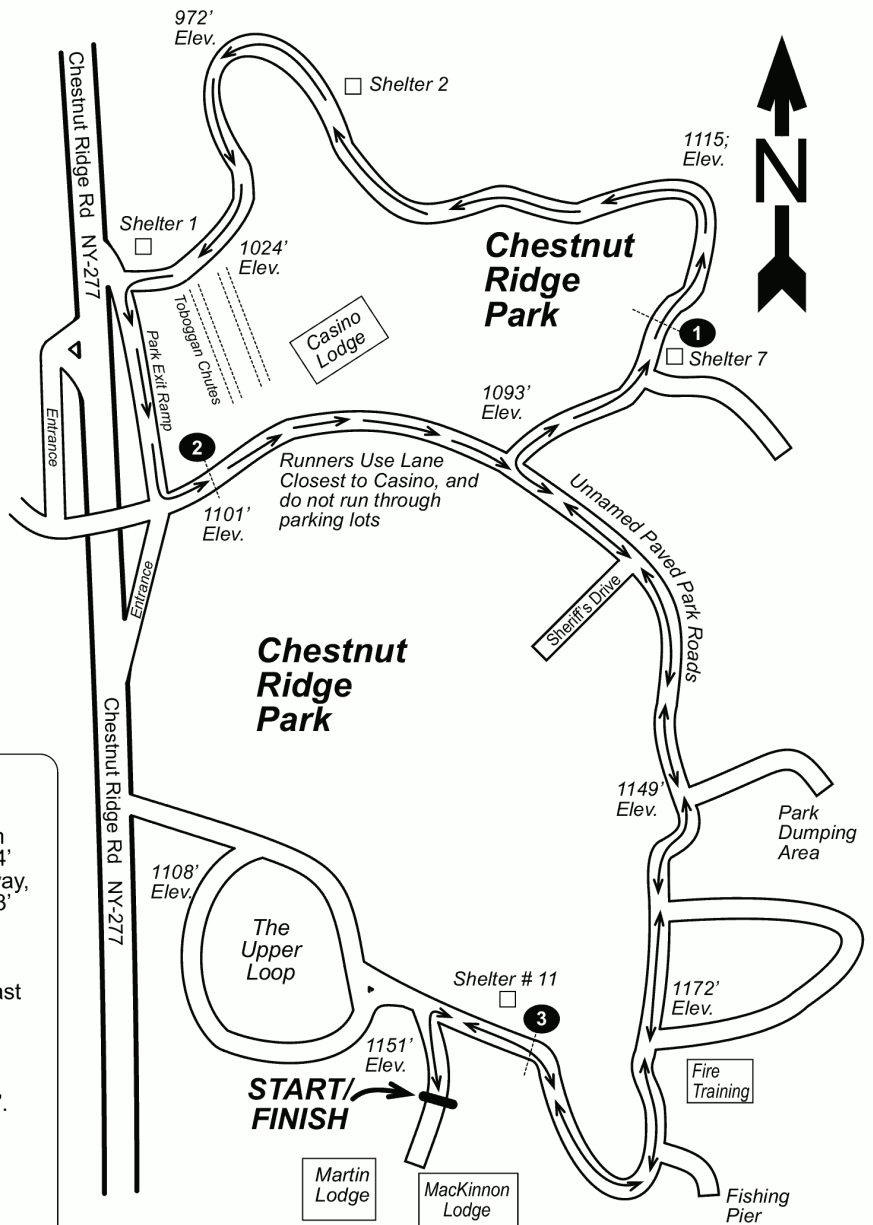 972’
Elev.
Shelter 2
Chestnut Ridge Rd NY-277
1115;
Elev.
N
Shelter 1
1024’
Elev.
Chestnut
Ridge
Park
Toboggan Chutes
Casino
Lodge
Park Exit Ramp
1
Shelter 7
1093’
Elev.
Entrance
2
Runners Use Lane
Closest to Casino, and
do not run through
parking lots
1101’
Elev.
Unnamed Paved Park Roads
Entrance
Sheriff's Drive
Chestnut
Ridge
Park
Chestnut Ridge Rd NY-277
1149’
Elev.
Park
Dumping
Area
1108’
Elev.
The
Upper
Loop
Shelter # 11
3
1172’
Elev.
1151’
Elev.
START/
FINISH
Fire
Training
Martin
Lodge
MacKinnon
Lodge
Fishing
Pier